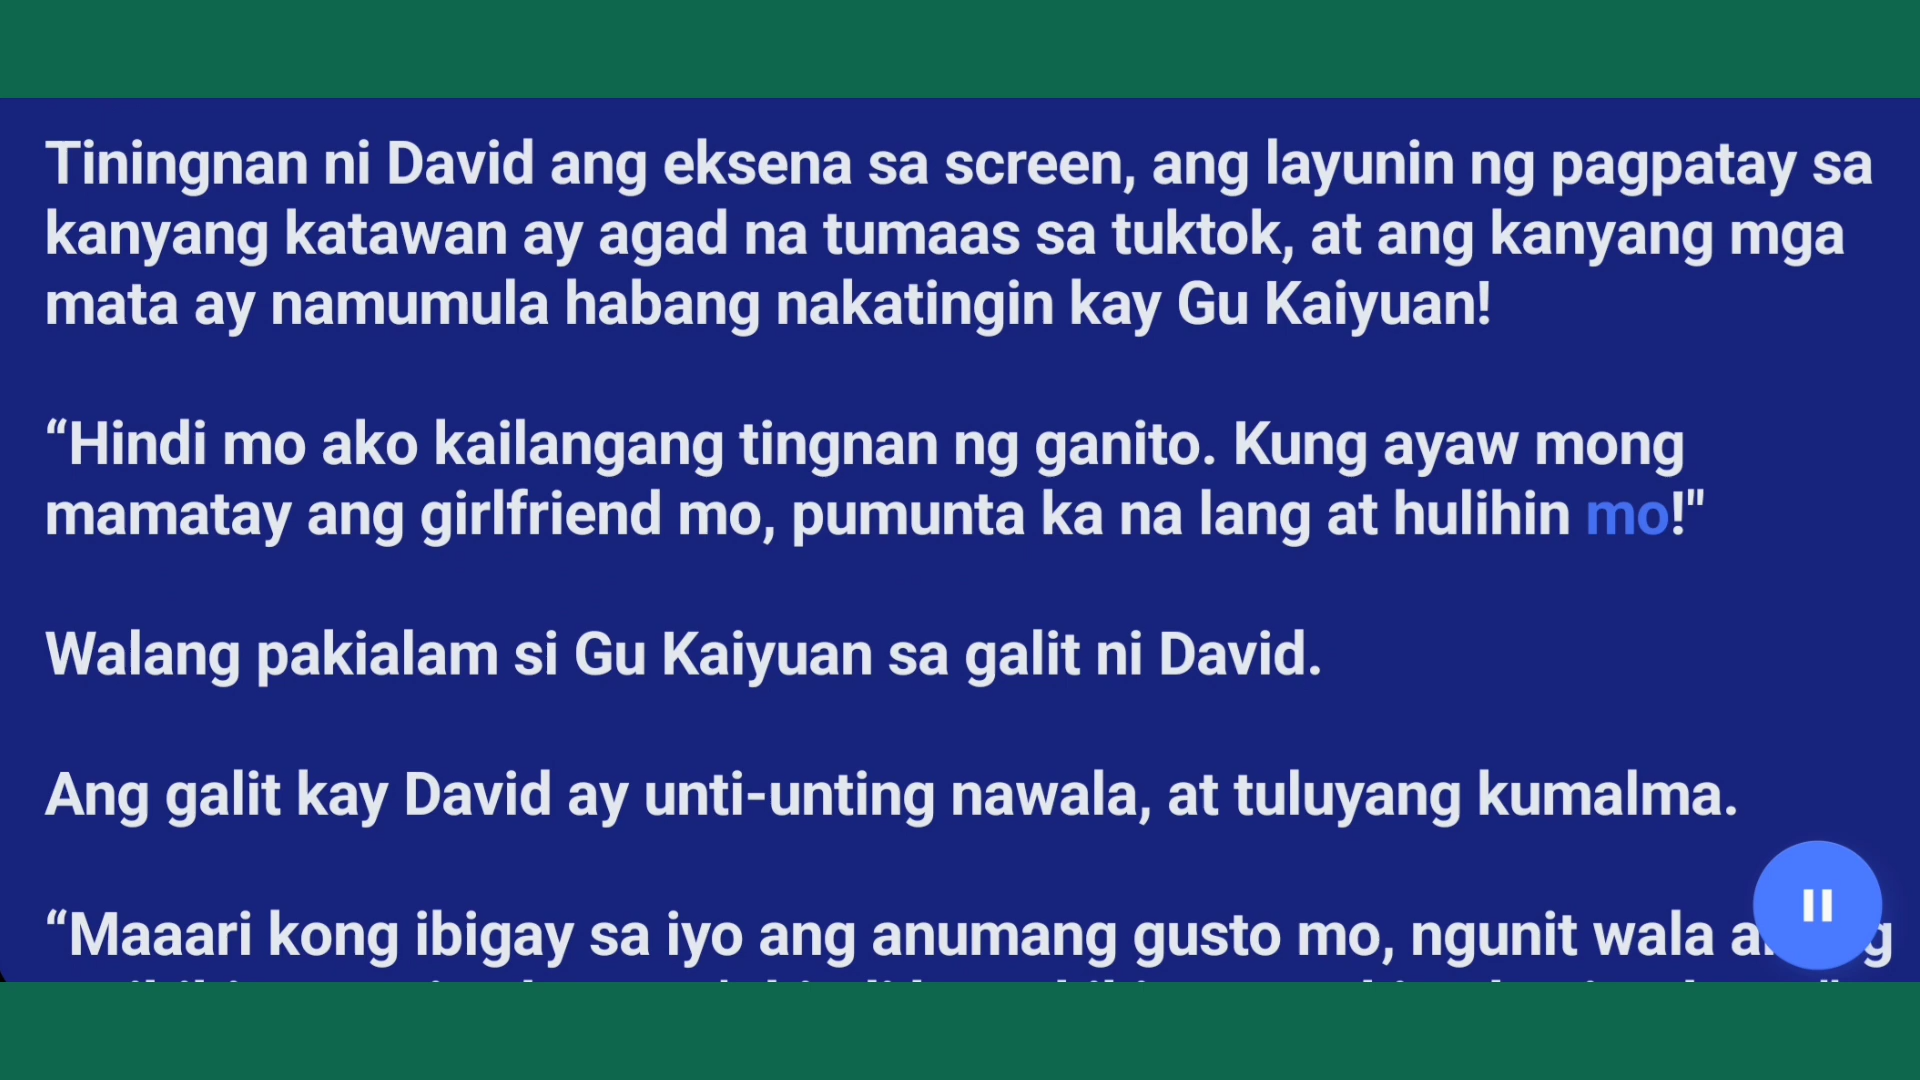 Tiningnan ni David ang eksena sa screen, ang layunin ng pagpatay sa
kanyang katawan ay agad na tumaas sa tuktok, at ang kanyang mga
mata ay namumula habang nakatingin kay Gu Kaiyuan!
“Hindi mo ako kailangang tingnan ng ganito. Kung ayaw mong
mamatay ang girlfriend mo, pumunta ka na lang at hulihin mo!"
Walang pakialam si Gu Kaiyuan sa galit ni David.
Ang galit kay David ay unti-unting nawala, at tuluyang kumalma.
“Maaari kong ibigay sa iyo ang anumang gusto mo, ngunit wala